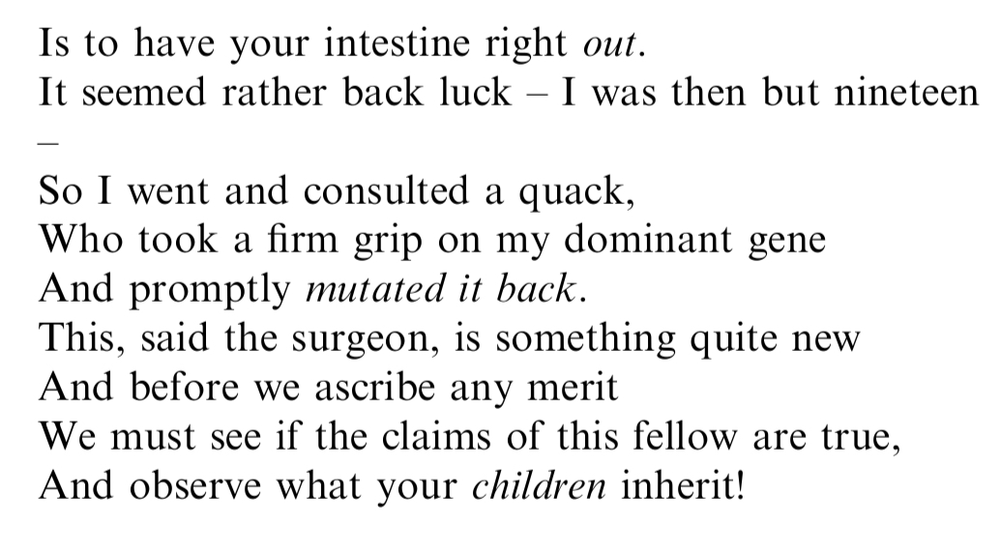 Is to have your intestine right out.
It seemed rather back luck – I was then but nineteen
–
So I went and consulted a quack,
Who took a firm grip on my dominant gene
And promptly mutated it back.
This, said the surgeon, is something quite new
And before we ascribe any merit
We must see if the claims of this fellow are true,
And observe what your children inherit!